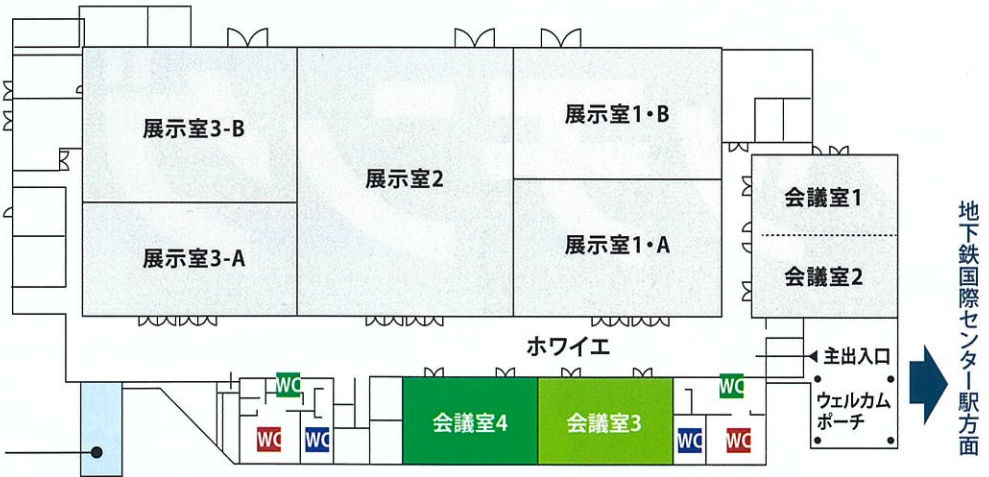 展示室3-B
展示室2
展示室1・B
展示室3-A
展示室1・A
会議室1
会議室2
地下鉄国際センター駅方面
ホワイエ
主出入口
ウェルカム
ポーチ
WC
WC
会議室4
会議室3
WC
WC
WC
WC